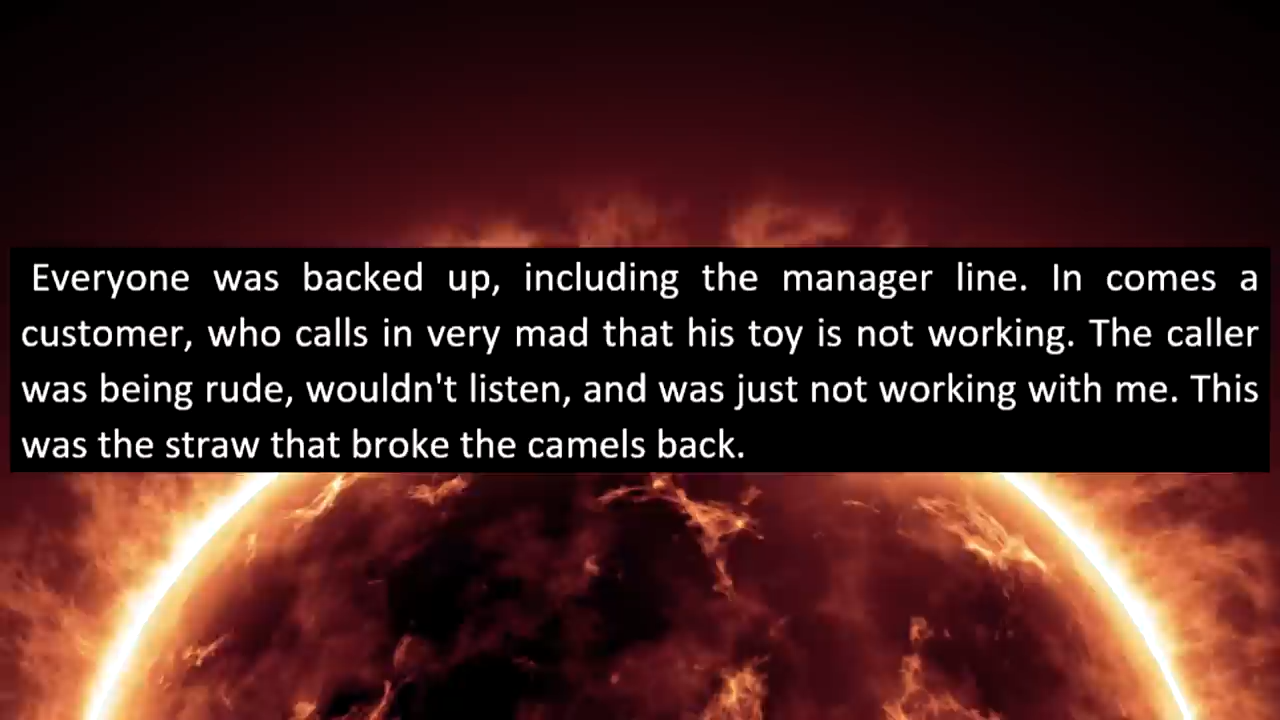 Everyone was backed up, including the manager line. In comes a
customer, who calls in very mad that his toy is not working. The caller
was being rude, wouldn't listen, and was just not working with me. This
was the straw that broke the camels back.